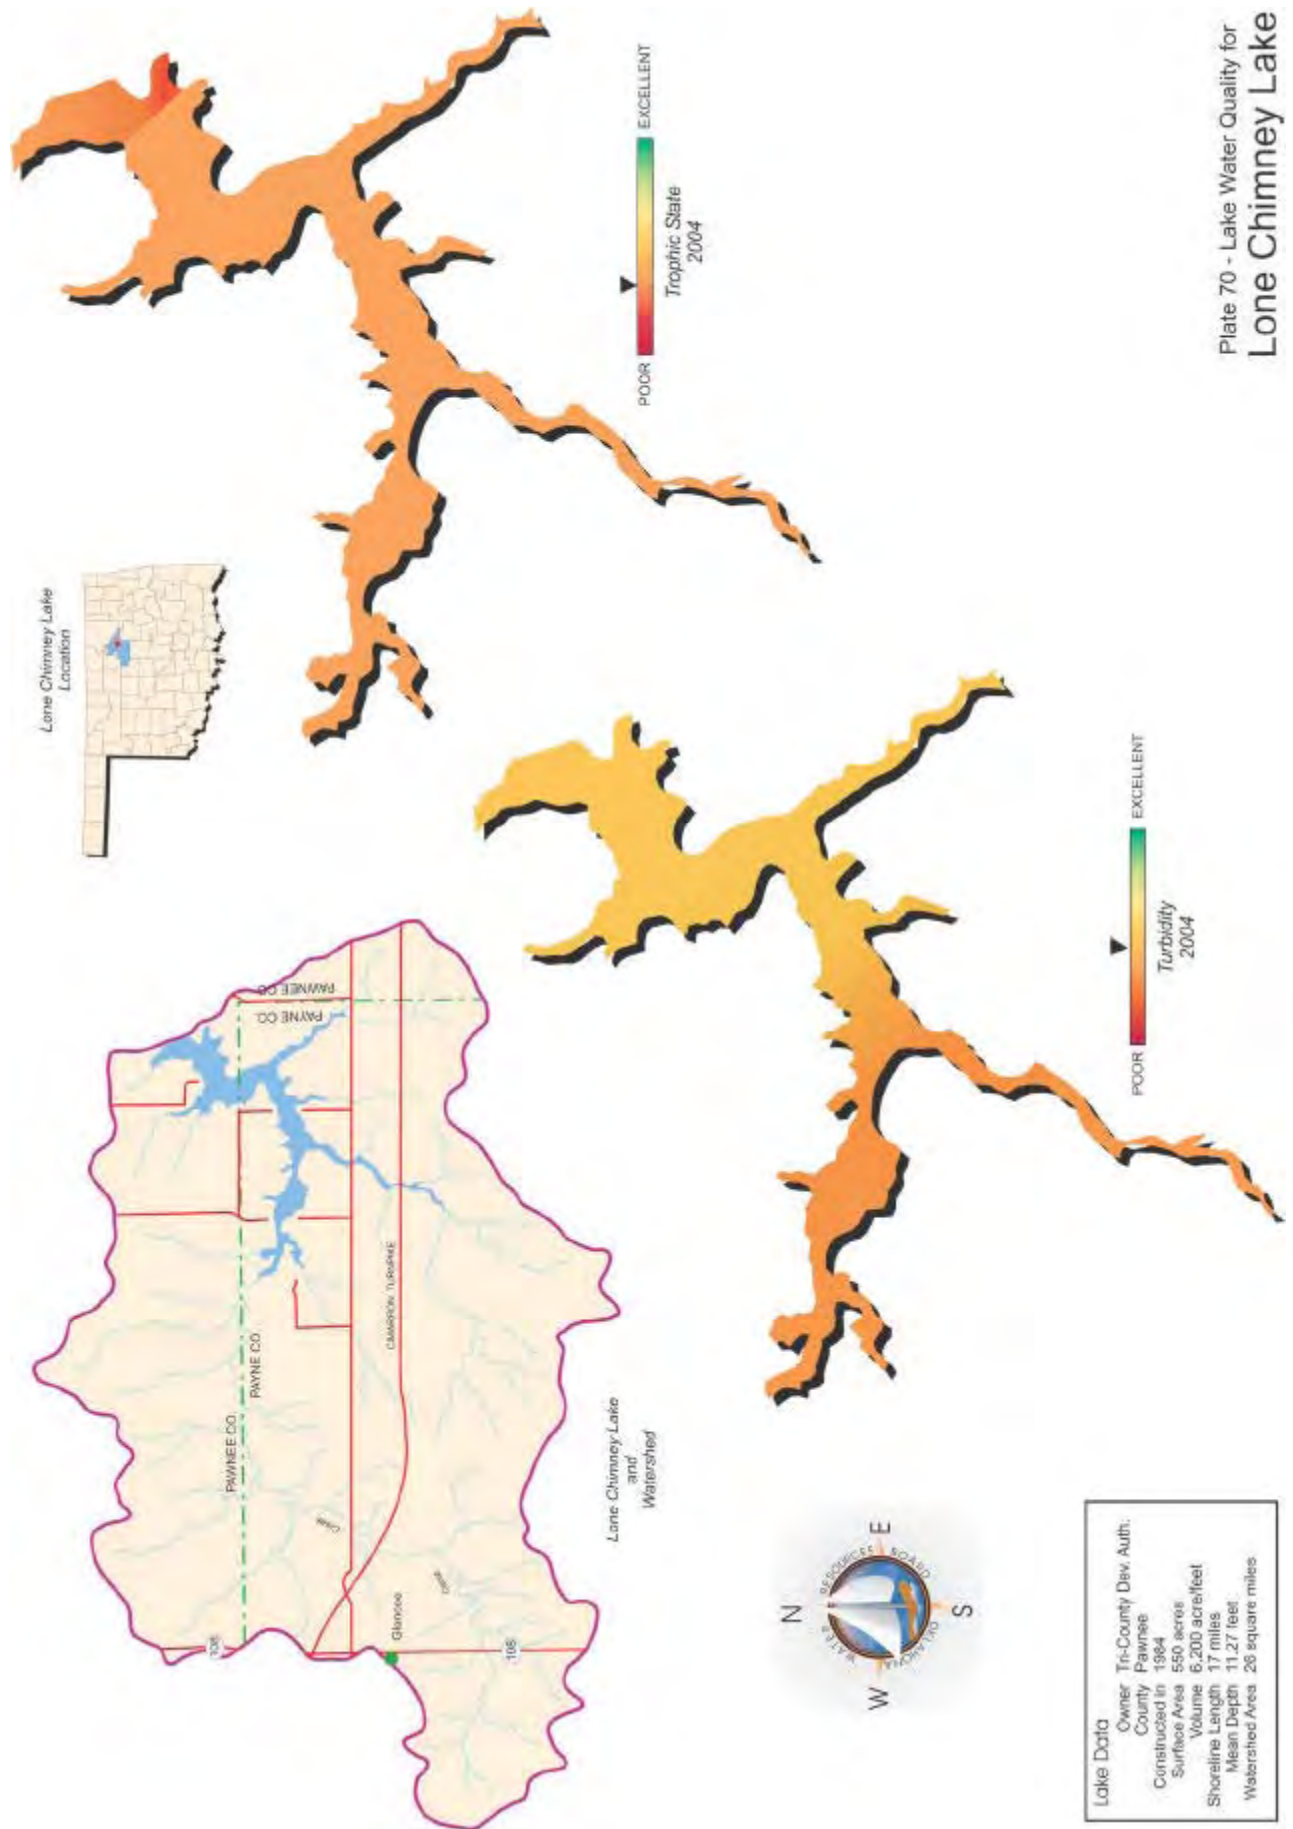 Plate 70 - Lake Water Quality for
Lone Chimney Lake
Lone Chimney Lake
Location
POOR
EXCELLENT
Trophic State
2004
PAWNEE CO.
PAYNE CO.
PAWNEE CO.
PAYNE CO.
CIMARRON TURNPIKE
108
Glencoe
108
Camp
Creek
Lone Chimney Lake
and
Watershed
POOR
EXCELLENT
Turbidity
2004
N
W
E
S
OKLAHOMA WATER RESOURCES BOARD
Lake Data
Owner Tri-County Dev. Auth.
County Pawnee
Constructed in 1984
Surface Area 550 acres
Volume 6,200 acre/feet
Shoreline Length 17 miles
Mean Depth 11.27 feet
Watershed Area 26 square miles